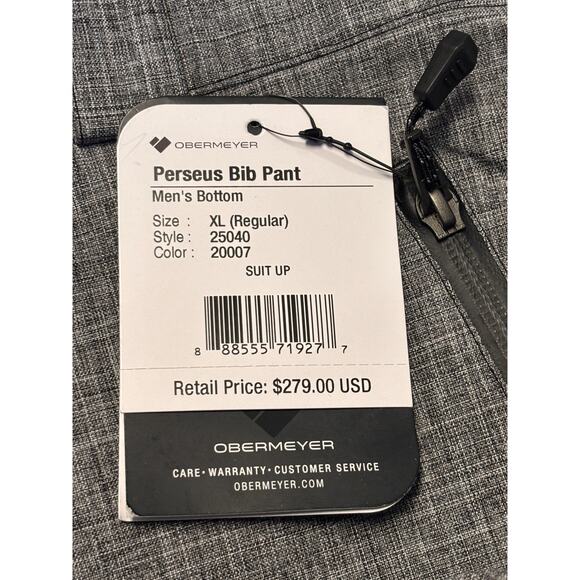 OBERMEYER
Perseus Bib Pant
Men's Bottom
Size : XL (Regular)
Style : 25040
Color : 20007
SUIT UP
8 88555 71927 7
Retail Price: $279.00 USD
OBERMEYER
CARE • WARRANTY • CUSTOMER SERVICE
OBERMEYER.COM